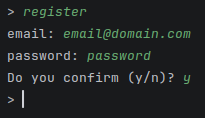 > register
email: email@domain.com
password: password
Do you confirm (y/n)? y
>